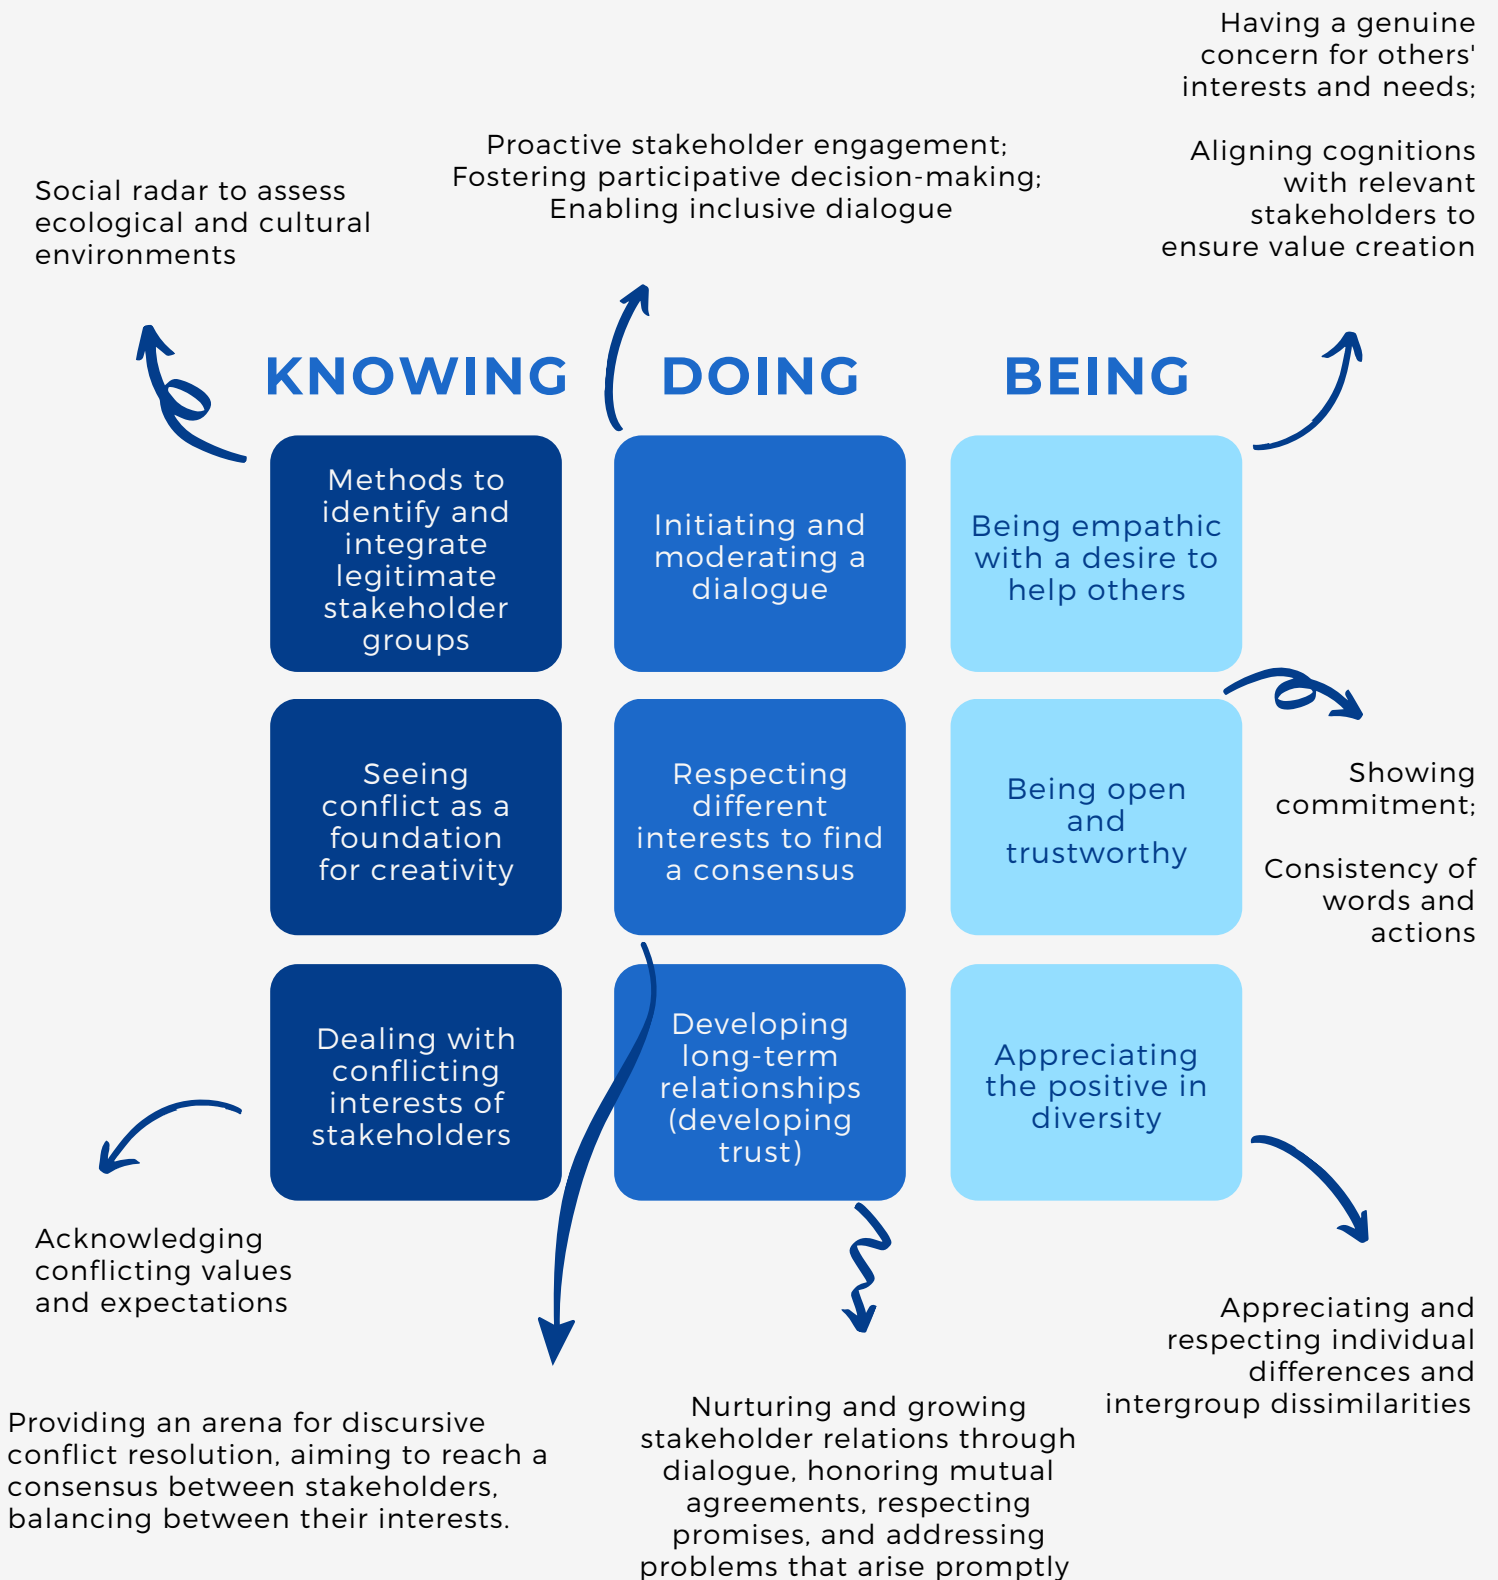 Having a genuine
concern for others'
interests and needs;
Aligning cognitions
with relevant
stakeholders to
ensure value creation
Proactive stakeholder engagement;
Fostering participative decision-making;
Enabling inclusive dialogue
Social radar to assess
ecological and cultural
environments
KNOWING
DOING
BEING
Methods to
identify and
integrate
legitimate
stakeholder
groups
Initiating and
moderating a
dialogue
Being empathic
with a desire to
help others
Seeing
conflict as a
foundation
for creativity
Respecting
different
interests to find
a consensus
Being open
and
trustworthy
Showing
commitment;
Consistency of
words and
actions
Dealing with
conflicting
interests of
stakeholders
Developing
long-term
relationships
(developing
trust)
Appreciating
the positive in
diversity
Acknowledging
conflicting values
and expectations
Appreciating and
respecting individual
differences and
intergroup dissimilarities
Providing an arena for discursive
conflict resolution, aiming to reach a
consensus between stakeholders,
balancing between their interests.
Nurturing and growing
stakeholder relations through
dialogue, honoring mutual
agreements, respecting
promises, and addressing
problems that arise promptly